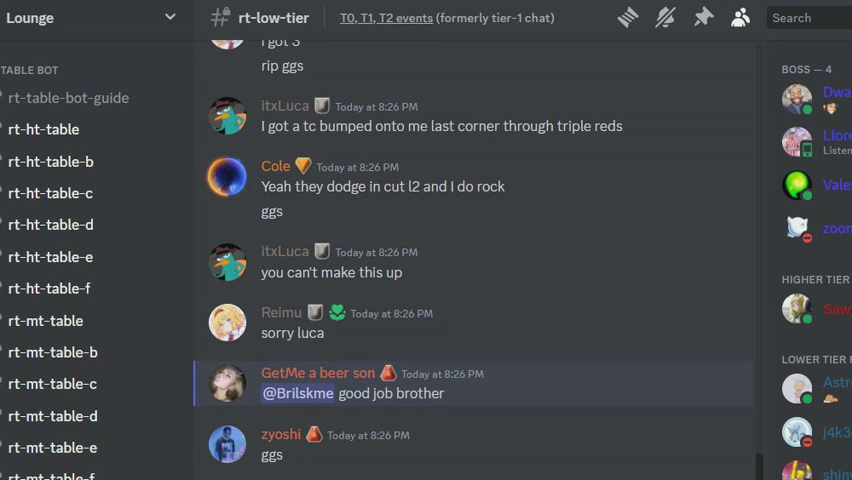 Lounge
rt-low-tier
T0, T1, T2 events (formerly tier-1 chat)
Search
TABLE BOT
rt-table-bot-guide
rt-ht-table
rt-ht-table-b
rt-ht-table-c
rt-ht-table-d
rt-ht-table-e
rt-ht-table-f
rt-mt-table
rt-mt-table-b
rt-mt-table-c
rt-mt-table-d
rt-mt-table-e
rt-mt-table-f
I got 3
rip ggs
itxLuca Today at 8:26 PM
I got a tc bumped onto me last corner through triple reds
Cole Today at 8:26 PM
Yeah they dodge in cut l2 and I do rock
ggs
itxLuca Today at 8:26 PM
you can't make this up
Reimu Today at 8:26 PM
sorry luca
GetMe a beer son Today at 8:26 PM
@Brilskme good job brother
zyoshi Today at 8:26 PM
ggs
BOSS — 4
Dwa
Llore
Listen
Vale
zoon
HIGHER TIER
Saw
LOWER TIER
Astr
j4k3
shiny